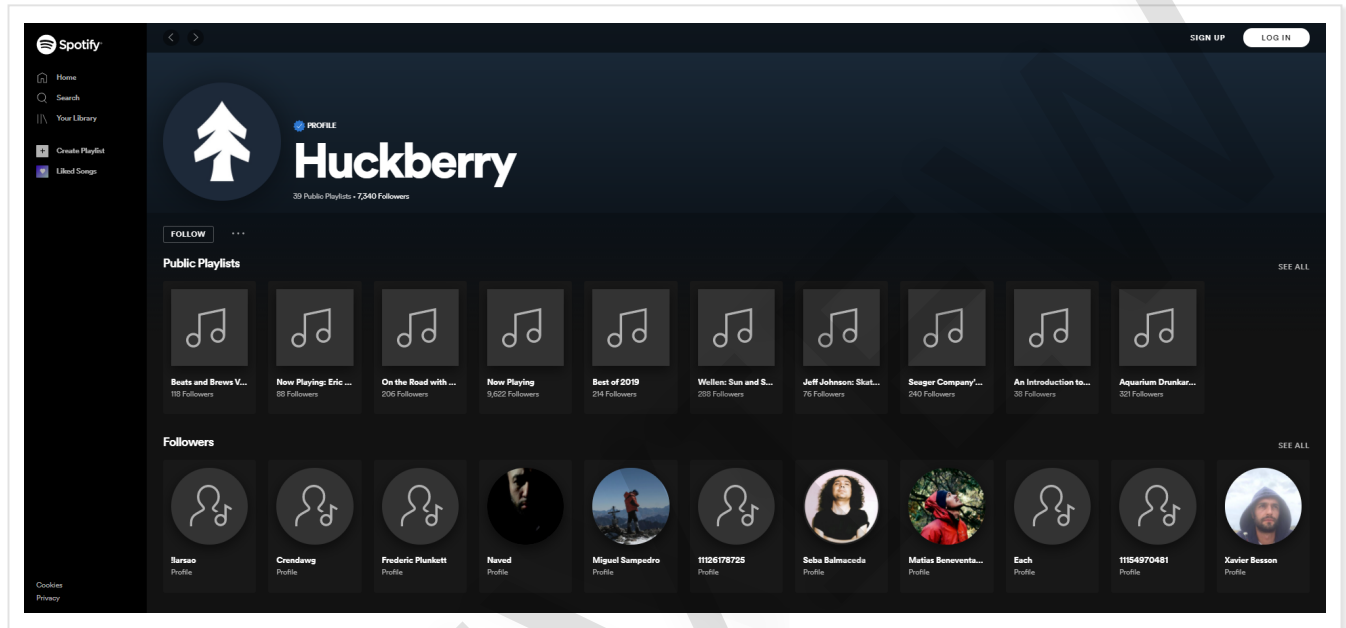 Spotify
SIGN UP
LOG IN
Home
Search
Your Library
Create Playlist
Liked Songs
PROFILE
Huckberry
39 Public Playlists • 7,340 Followers
FOLLOW
Public Playlists
SEE ALL
Beats and Brews V... Now Playing: Eric ... On the Road with ... Now Playing Best of 2019 Wellen: Sun and S... Jeff Johnson: Skat... Seager Company'... An Introduction to... Aquarium Drunkar...
118 Followers 88 Followers 206 Followers 9,622 Followers 214 Followers 288 Followers 76 Followers 240 Followers 38 Followers 321 Followers
Followers
SEE ALL
Crendawg Frederic Plunkett Naved Miguel Sampedro 11126178725 Seba Balmaceda Matias Beneventa... Each 11154970481 Xavier Besson
Profile Profile Profile Profile Profile Profile Profile Profile Profile Profile Profile
Cookies
Privacy